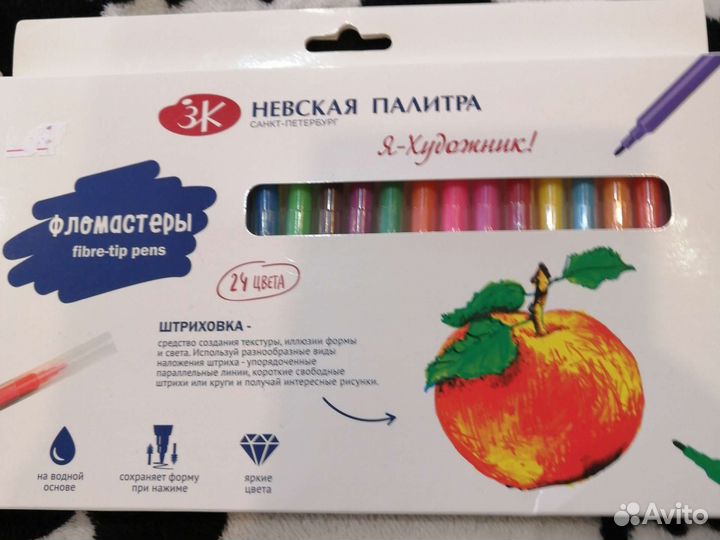 ЗК
НЕВСКАЯ ПАЛИТРА
САНКТ-ПЕТЕРБУРГ
Я-Художник!
фломастеры
fibre-tip pens
24 ЦВЕТА
ШТРИХОВКА -
средство создания текстуры, иллюзии формы
и света. Используй разнообразные виды
наложения штриха - упорядоченные
параллельные линии, короткие свободные
штрихи или круги и получай интересные рисунки.
на водной
основе
сохраняет форму
при нажиме
яркие
цвета
Avito